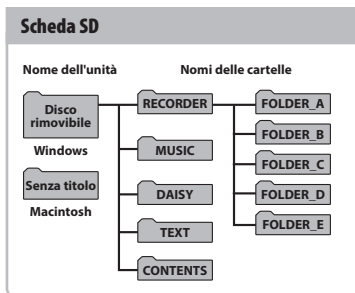 Scheda SD
Nome dell'unità
Nomi delle cartelle
Disco
rimovibile
Windows
Senza titolo
Macintosh
RECORDER
MUSIC
DAISY
TEXT
CONTENTS
FOLDER_A
FOLDER_B
FOLDER_C
FOLDER_D
FOLDER_E